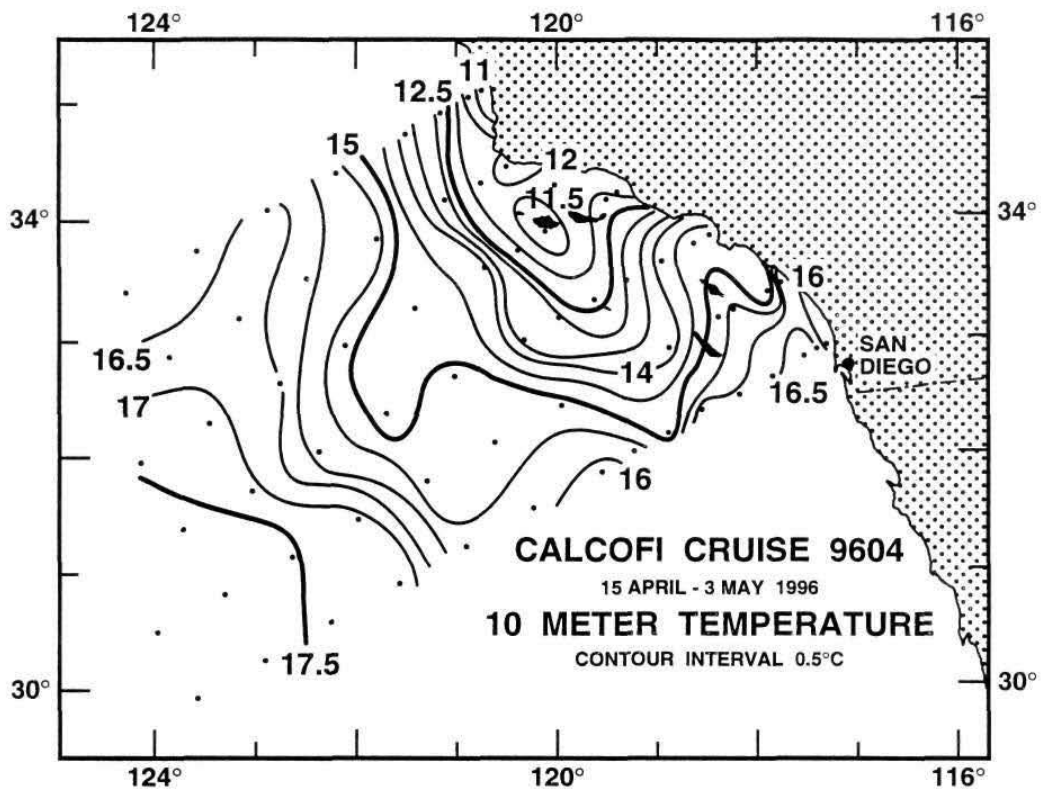 124° 120° 116°
11
12.5
15
12
11.5
34° 34°
16
16.5
SAN
DIEGO
14
17
16.5
16
CALCOFI CRUISE 9604
15 APRIL - 3 MAY 1996
10 METER TEMPERATURE
CONTOUR INTERVAL 0.5°C
17.5
30° 30°
124° 120° 116°